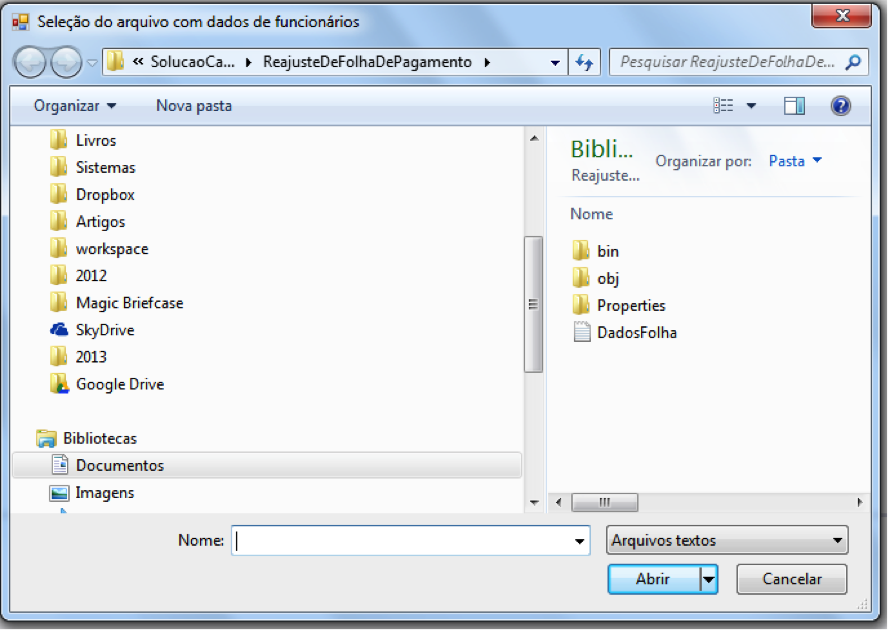 Seleção do arquivo com dados de funcionários
« SolucaoCa... ReajusteDeFolhaDePagamento
Pesquisar ReajusteDeFolhaDe...
Organizar
Nova pasta
Livros
Sistemas
Dropbox
Artigos
workspace
2012
Magic Briefcase
SkyDrive
2013
Google Drive
Bibliotecas
Documentos
Imagens
Bibli...
Reajuste...
Organizar por: Pasta
Nome
bin
obj
Properties
DadosFolha
Nome:
Arquivos textos
Abrir
Cancelar